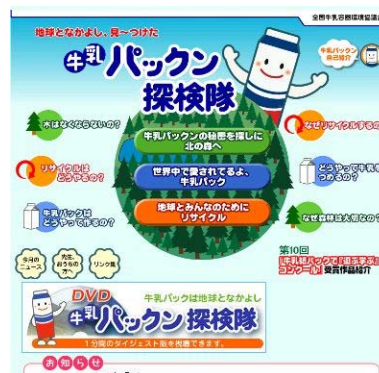 全国牛乳容器環境協議会
地球となかよし、見〜つけた
牛乳パックン
探検隊
牛乳パックン
自己紹介
木はなくならないの?
牛乳パックンの秘密を探しに
北の森へ
なぜリサイクルするの
リサイクルは
どうやるの?
世界中で愛されてるよ、
牛乳パック
どうやって牛乳を
つめるの?
牛乳パックは
どうやって作るの?
地球とみんなのために
リサイクル
なぜ森林は大切なの?
今月の
ニュース
先生、
おうちの
方へ
リンク集
第10回
「牛乳紙パックで『遊ぶ学ぶ』
コンクール」受賞作品紹介
DVD
牛乳パックは地球となかよし
牛乳パックン探検隊
1分間のダイジェスト版を視聴できます。
お知らせ